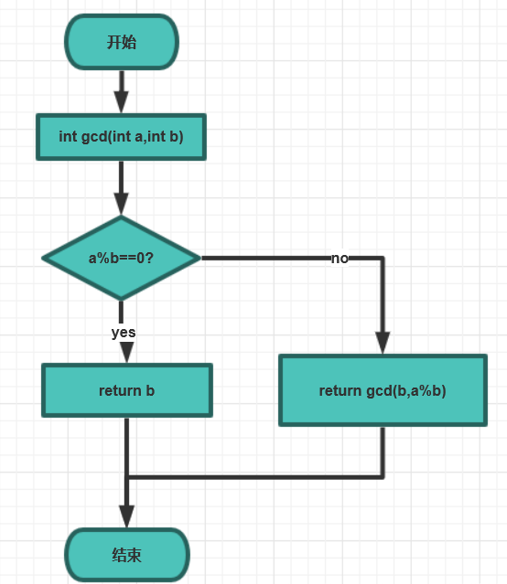 开始
int gcd(int a,int b)
a%b==0?
no
yes
return b
return gcd(b,a%b)
结束